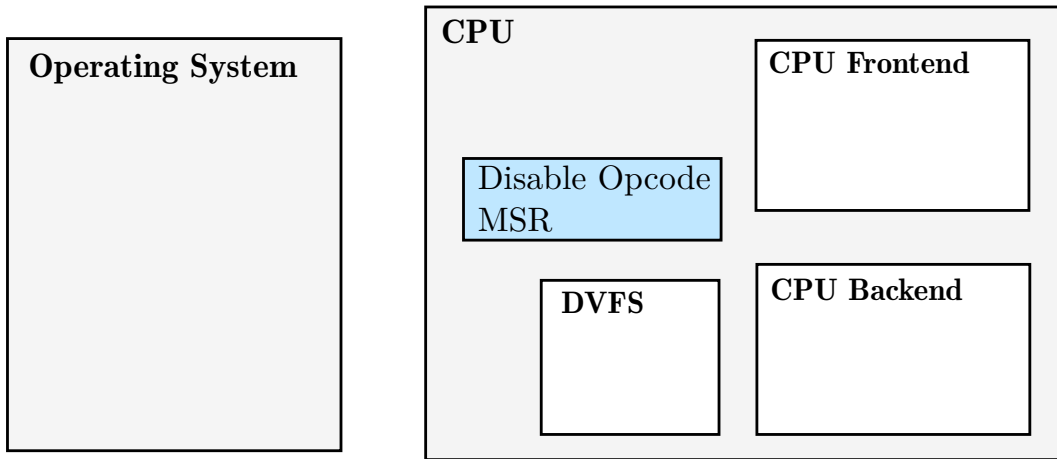 Operating System
CPU
CPU Frontend
Disable Opcode
MSR
DVFS
CPU Backend